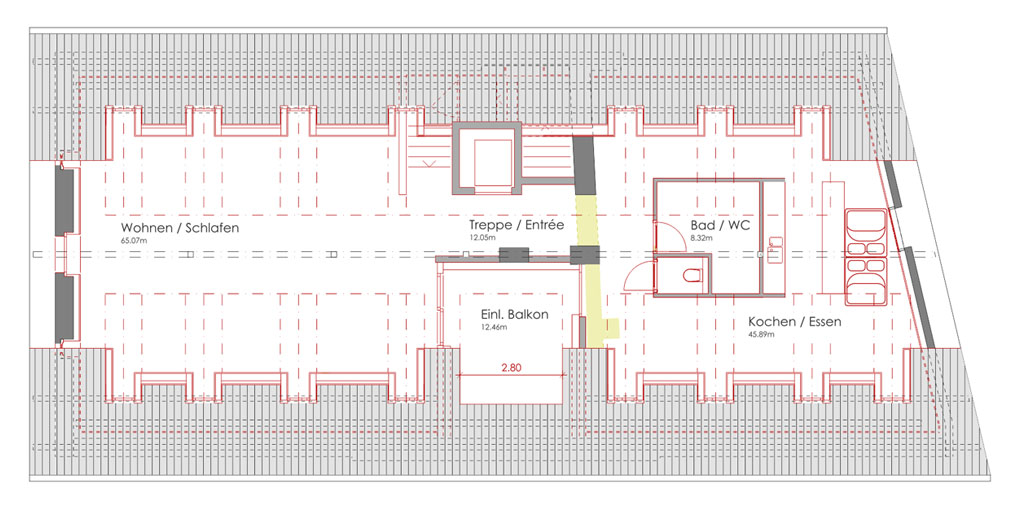 Wohnen / Schlafen
65.07m
Treppe / Entrée
12.05m
Bad / WC
8.32m
Einl. Balkon
12.46m
Kochen / Essen
45.89m
2.80